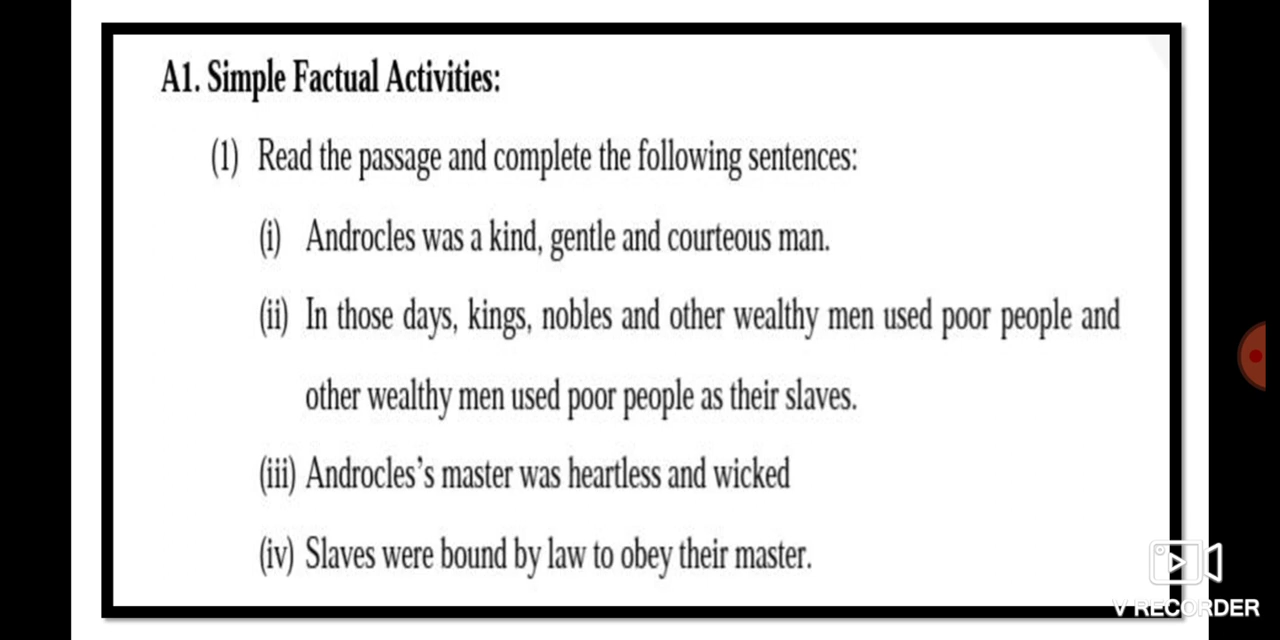 A1. Simple Factual Activities:
(1) Read the passage and complete the following sentences:
(i) Androcles was a kind, gentle and courteous man.
(ii) In those days, kings, nobles and other wealthy men used poor people and
other wealthy men used poor people as their slaves.
(iii) Androcles’s master was heartless and wicked
(iv) Slaves were bound by law to obey their master.
V RECORDER